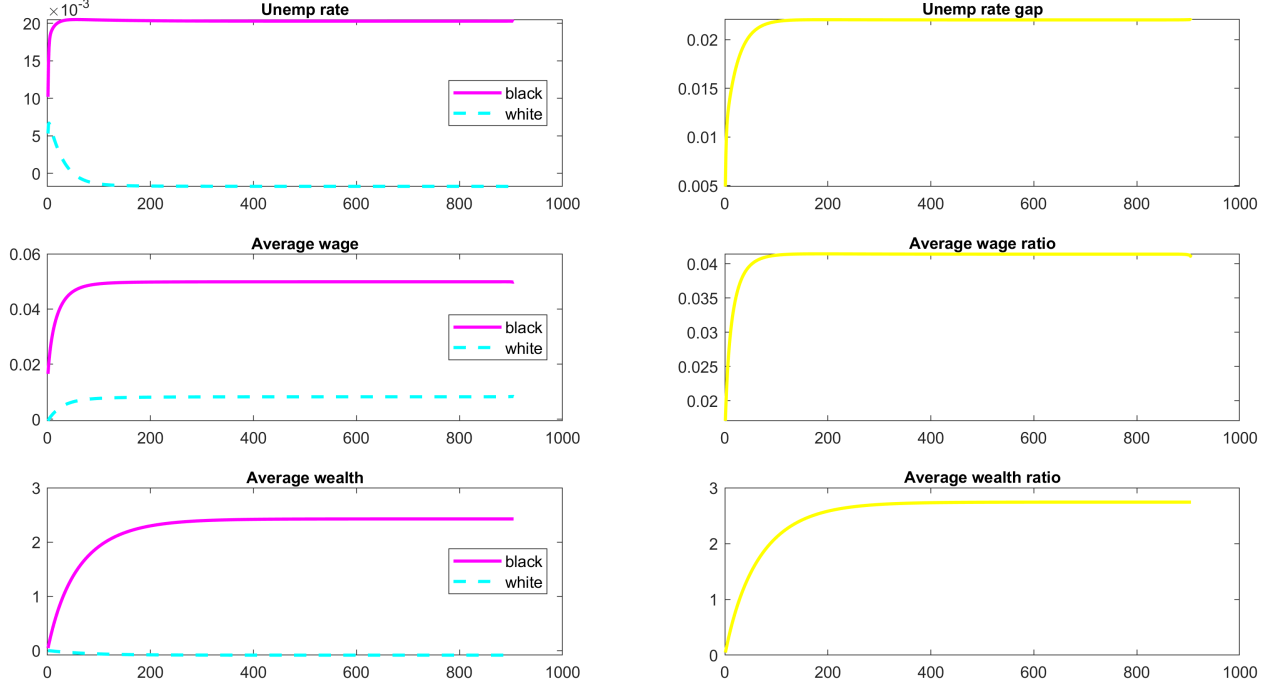 Unemp rate
×10⁻³
20
15
10
5
0
black
white
0 200 400 600 800 1000
Unemp rate gap
0.02
0.015
0.01
0.005
0 200 400 600 800 1000
Average wage
0.06
0.04
0.02
0
black
white
0 200 400 600 800 1000
Average wage ratio
0.04
0.035
0.03
0.025
0.02
0 200 400 600 800 1000
Average wealth
3
2
1
0
black
white
0 200 400 600 800 1000
Average wealth ratio
3
2
1
0
0 200 400 600 800 1000